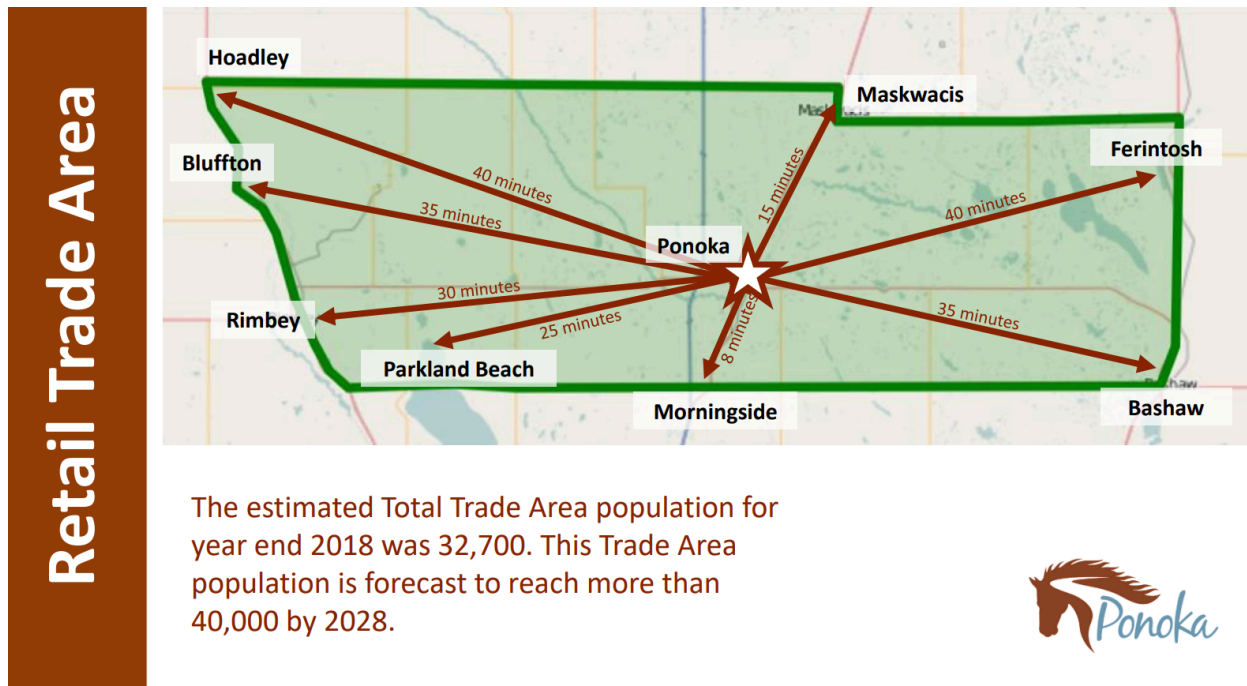 Retail Trade Area
Hoadley
Maskwacis
Ferintosh
Bluffton
40 minutes
15 minutes
35 minutes
40 minutes
Ponoka
30 minutes
Rimbey
25 minutes
8 minutes
35 minutes
Parkland Beach
Morningside
Bashaw
The estimated Total Trade Area population for
year end 2018 was 32,700. This Trade Area
population is forecast to reach more than
40,000 by 2028.
Ponoka